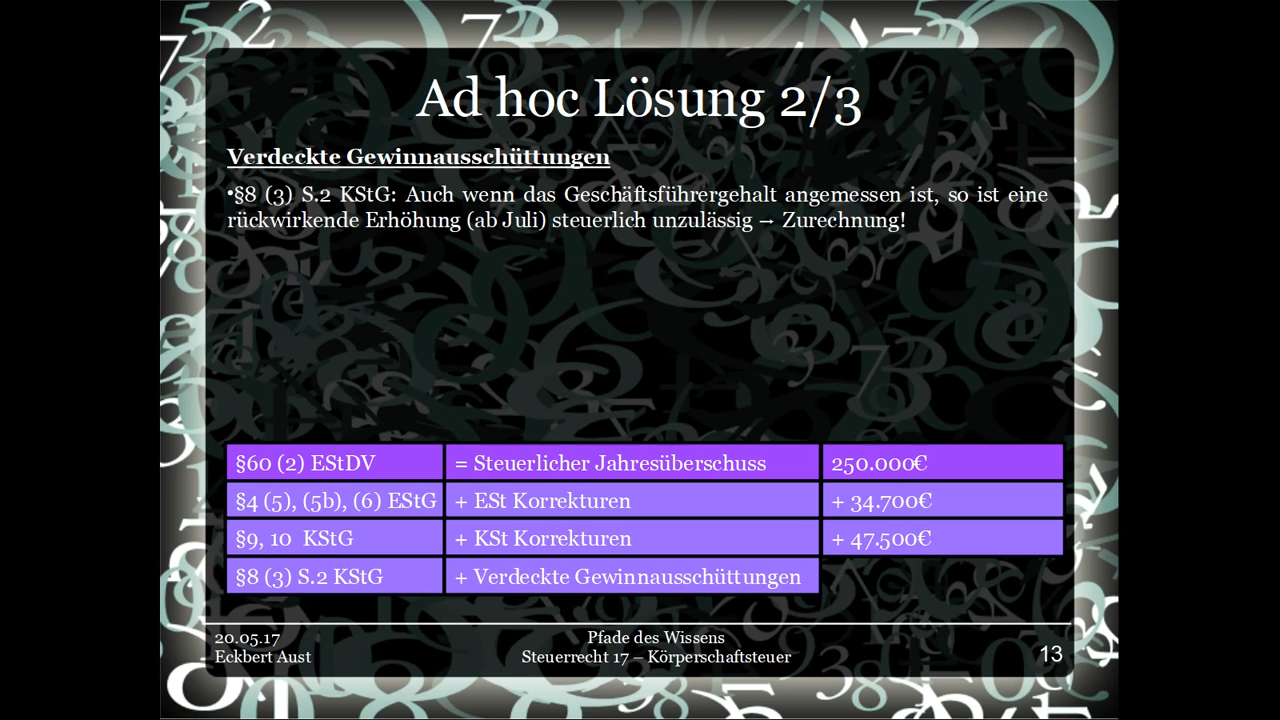 Ad hoc Lösung 2/3
Verdeckte Gewinnausschüttungen
•§8 (3) S.2 KStG: Auch wenn das Geschäftsführergehalt angemessen ist, so ist eine
rückwirkende Erhöhung (ab Juli) steuerlich unzulässig → Zurechnung!
§60 (2) EStDV = Steuerlicher Jahresüberschuss 250.000€
§4 (5), (5b), (6) EStG + ESt Korrekturen + 34.700€
§9, 10 KStG + KSt Korrekturen + 47.500€
§8 (3) S.2 KStG + Verdeckte Gewinnausschüttungen
20.05.17 Pfade des Wissens
Eckbert Aust Steuerrecht 17 – Körperschaftsteuer 13